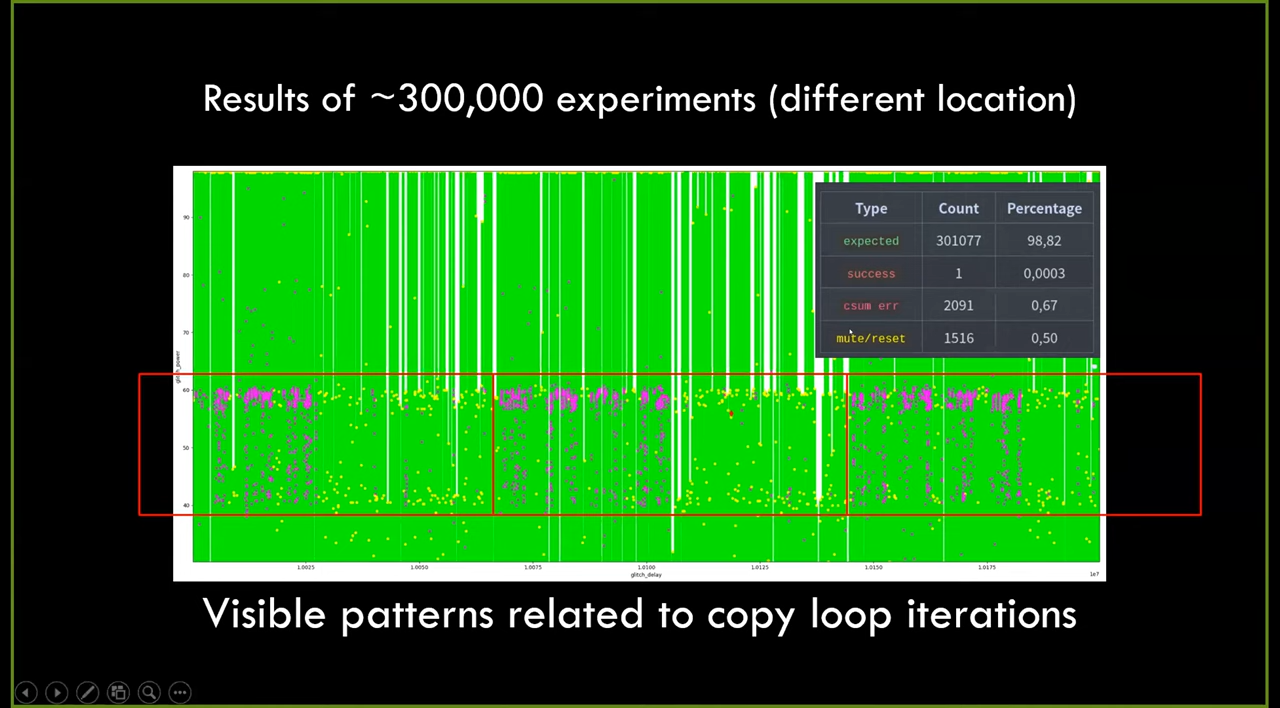 Results of ~300,000 experiments (different location)
Type Count Percentage
expected 301077 98,82
success 1 0,0003
csum err 2091 0,67
mute/reset 1516 0,50
90
80
70
60
50
40
glitch_power
1.0025 1.0050 1.0075 1.0100 1.0125 1.0150 1.0175
glitch_delay
1e7
Visible patterns related to copy loop iterations